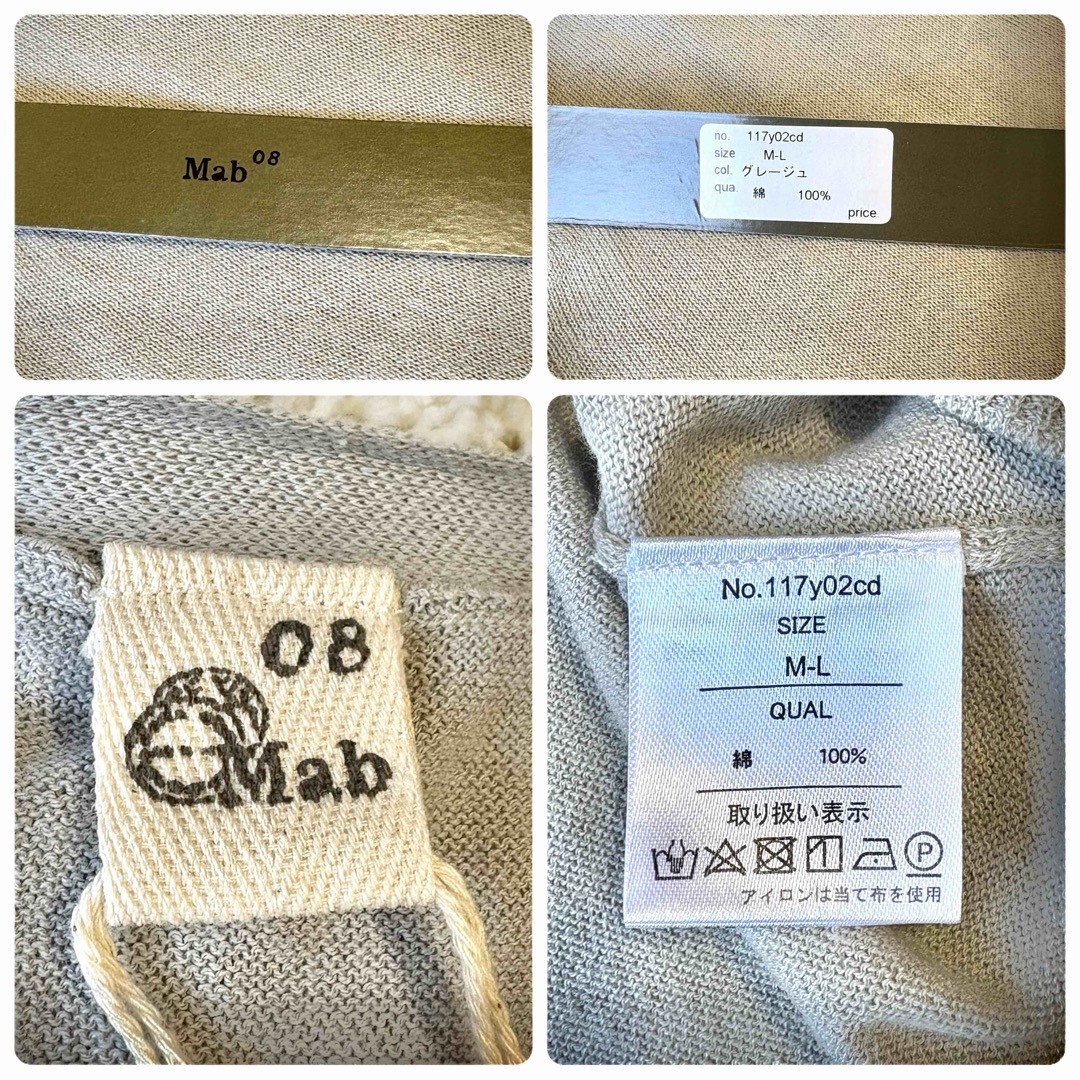 Mab⁰⁸
no. 117y02cd
size M-L
col. グレージュ
qua. 綿 100%
price.
08
Mab
No.117y02cd
SIZE
M-L
QUAL
綿 100%
取り扱い表示
P
アイロンは当て布を使用